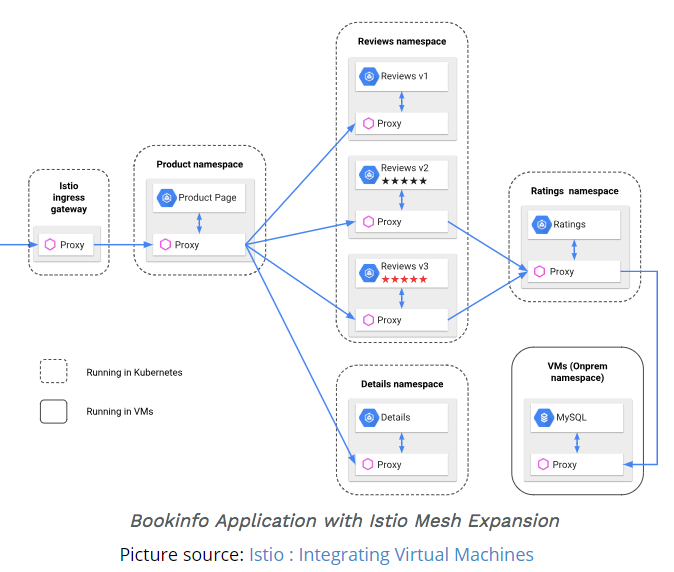 Reviews namespace
Reviews v1
Proxy
Reviews v2
★★★★★
Proxy
Reviews v3
★★★★★
Proxy
Product namespace
Product Page
Proxy
Istio
ingress
gateway
Proxy
Ratings namespace
Ratings
Proxy
Running in Kubernetes
Running in VMs
Details namespace
Details
Proxy
VMs (Onprem
namespace)
MySQL
Proxy
Bookinfo Application with Istio Mesh Expansion
Picture source: Istio : Integrating Virtual Machines